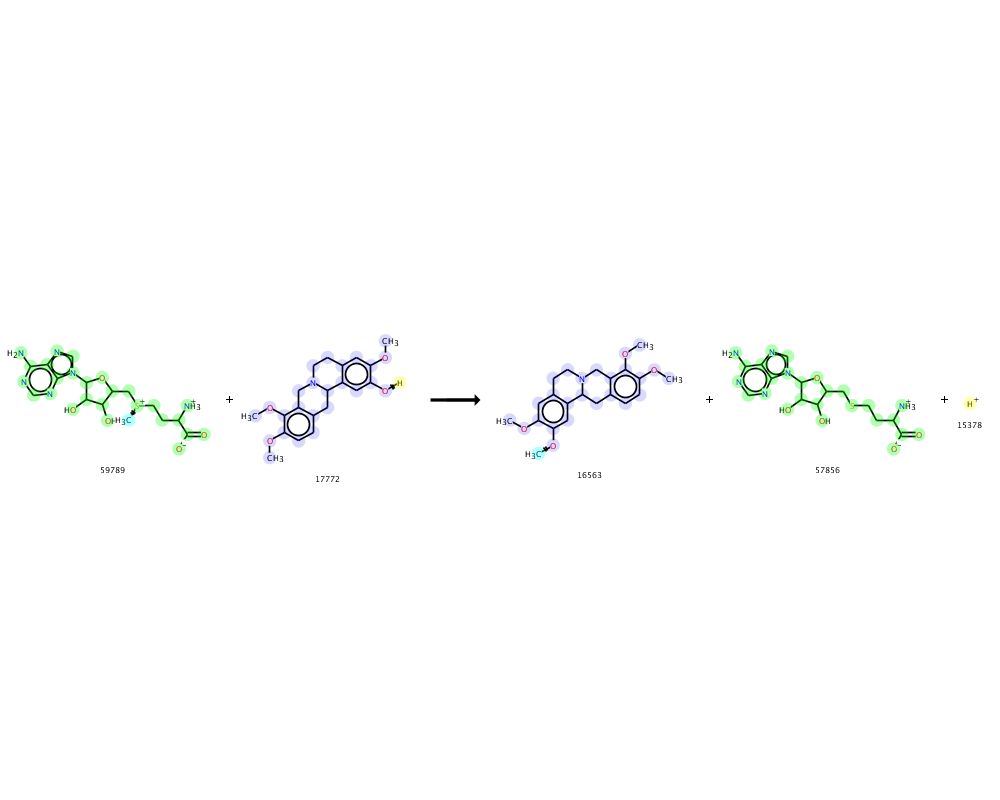 H2N N N N N O HO OH H3C S+ NH3+ O O-
59789
+
CH3 O O H N O H3C O CH3
17772
16563
O CH3 O CH3 N H3C O O H3C
+
57856
H2N N N N N O HO OH S NH3+ O O-
+
H+
15378